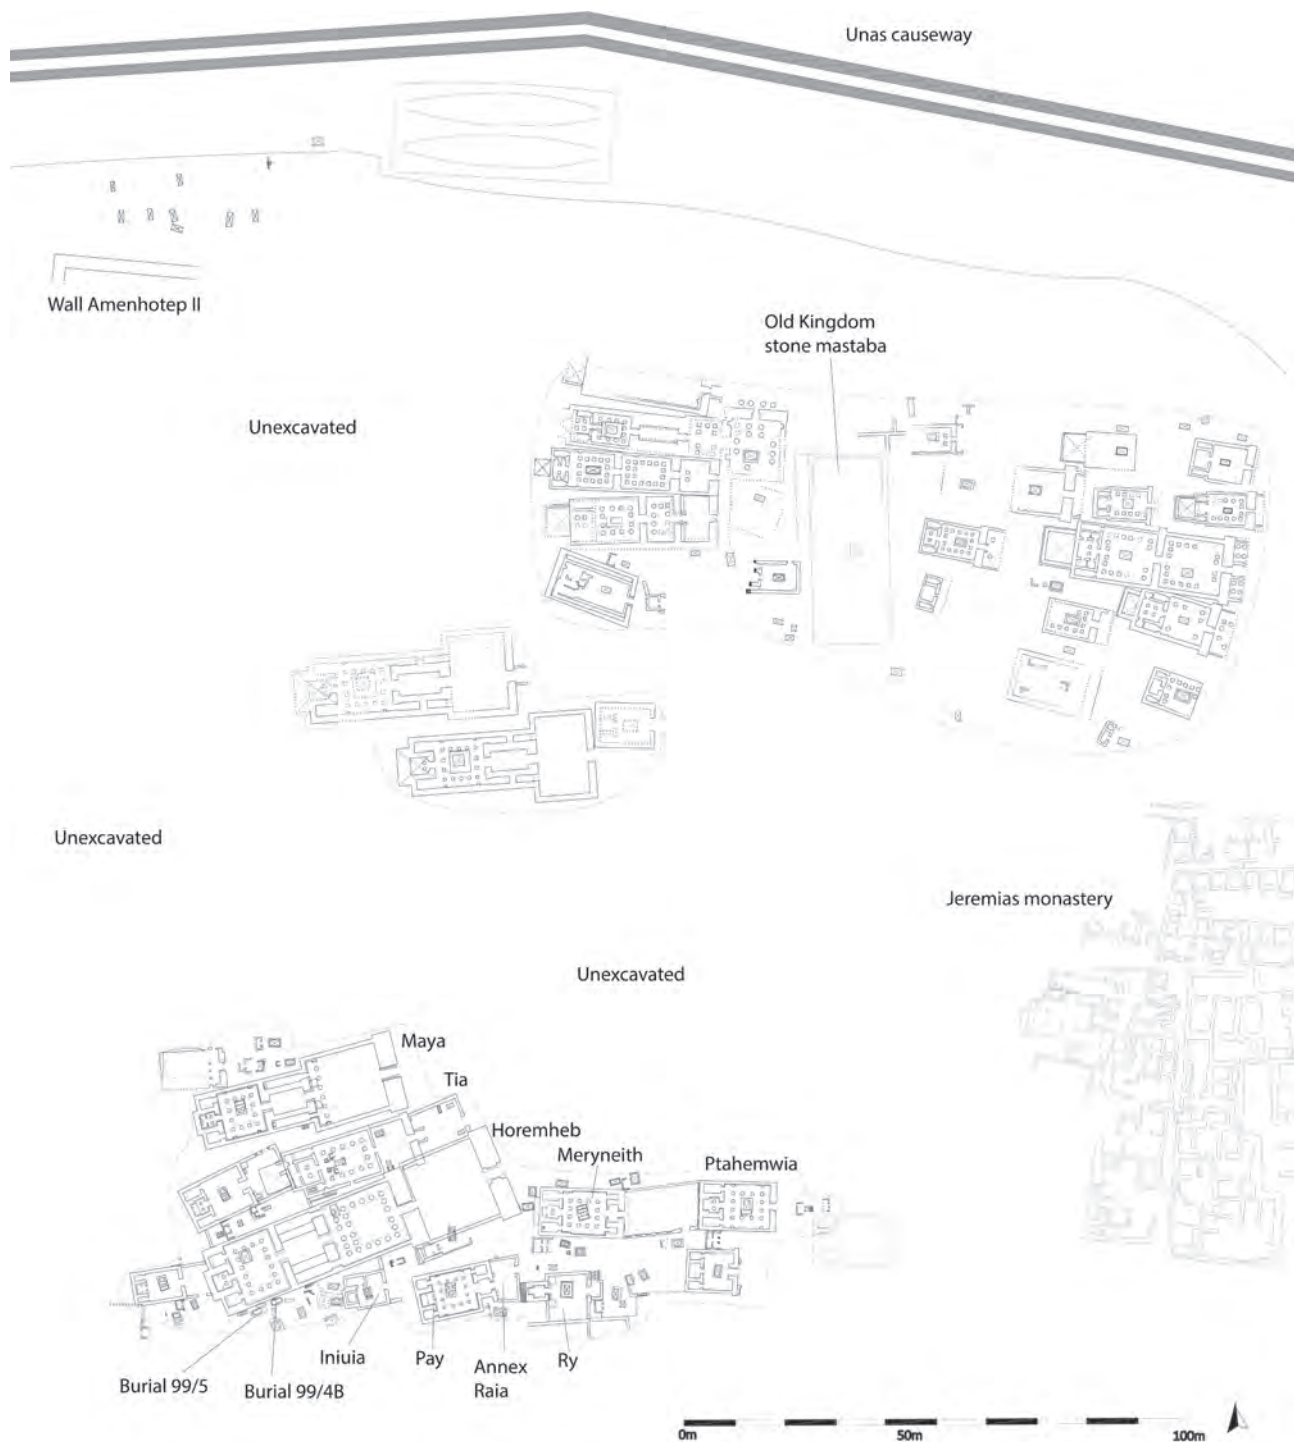 Unas causeway
Wall Amenhotep II
Old Kingdom
stone mastaba
Unexcavated
Unexcavated
Jeremias monastery
Unexcavated
Maya
Tia
Horemheb
Meryneith
Ptahemwia
Iniuia
Pay
Annex
Raia
Ry
Burial 99/5
Burial 99/4B
0m
50m
100m